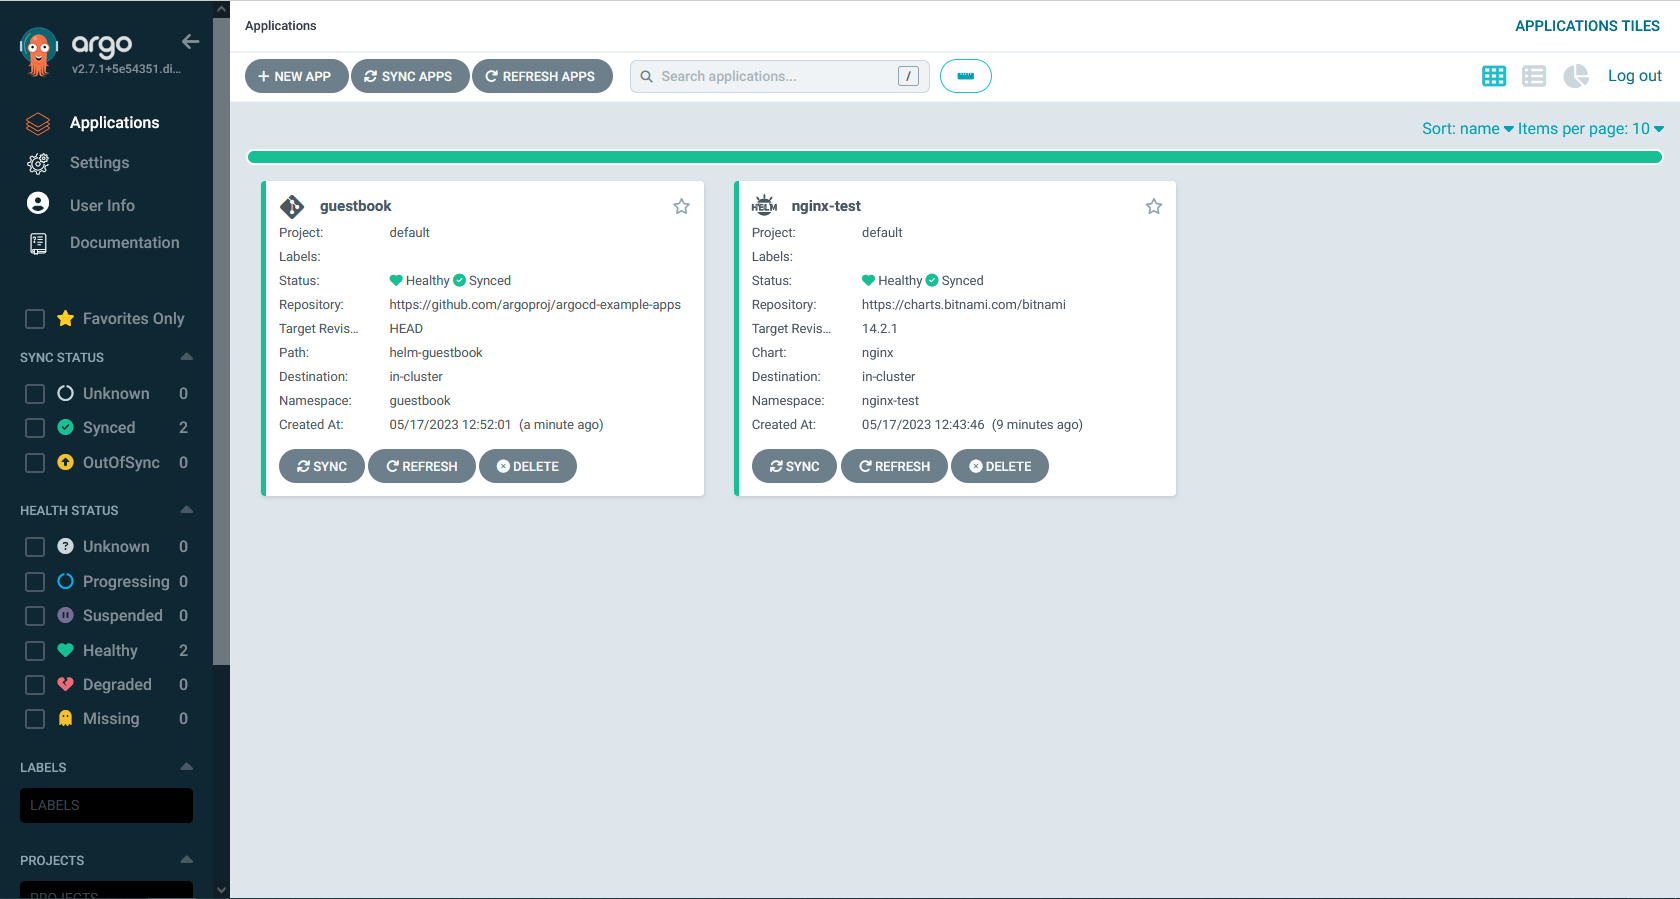 argo
v2.7.1+5e54351.di...
Applications
Settings
User Info
Documentation
Favorites Only
SYNC STATUS
Unknown 0
Synced 2
OutOfSync 0
HEALTH STATUS
Unknown 0
Progressing 0
Suspended 0
Healthy 2
Degraded 0
Missing 0
LABELS
LABELS
PROJECTS
PROJECTS
Applications
APPLICATIONS TILES
+ NEW APP SYNC APPS REFRESH APPS Search applications... / Log out
Sort: name Items per page: 10
guestbook
Project: default
Labels:
Status: Healthy Synced
Repository: https://github.com/argoproj/argocd-example-apps
Target Revis... HEAD
Path: helm-guestbook
Destination: in-cluster
Namespace: guestbook
Created At: 05/17/2023 12:52:01 (a minute ago)
SYNC REFRESH DELETE
HELM nginx-test
Project: default
Labels:
Status: Healthy Synced
Repository: https://charts.bitnami.com/bitnami
Target Revis... 14.2.1
Chart: nginx
Destination: in-cluster
Namespace: nginx-test
Created At: 05/17/2023 12:43:46 (9 minutes ago)
SYNC REFRESH DELETE